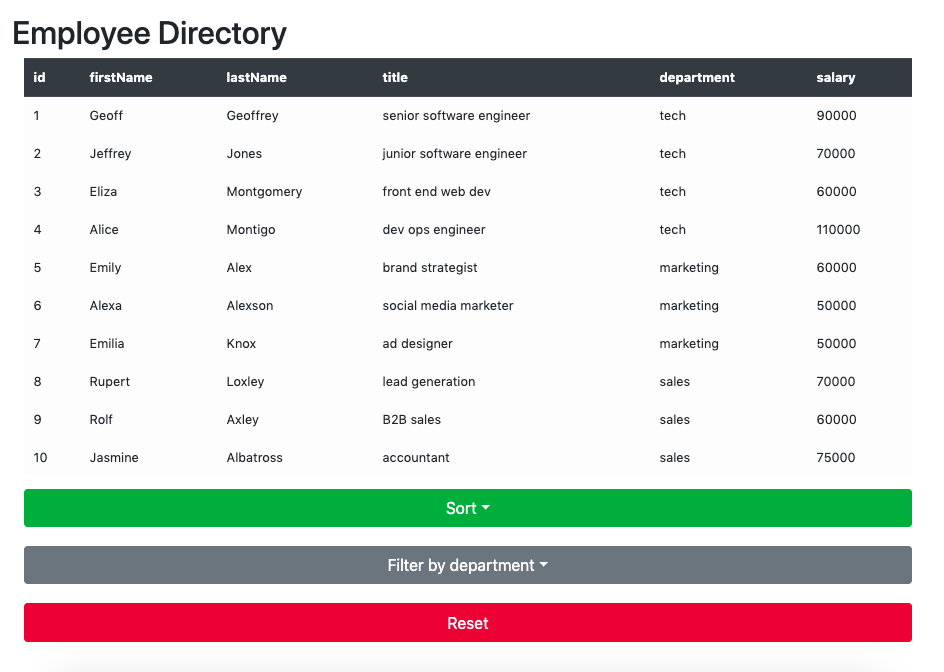 Employee Directory
id firstName lastName title department salary
1 Geoff Geoffrey senior software engineer tech 90000
2 Jeffrey Jones junior software engineer tech 70000
3 Eliza Montgomery front end web dev tech 60000
4 Alice Montigo dev ops engineer tech 110000
5 Emily Alex brand strategist marketing 60000
6 Alexa Alexson social media marketer marketing 50000
7 Emilia Knox ad designer marketing 50000
8 Rupert Loxley lead generation sales 70000
9 Rolf Axley B2B sales sales 60000
10 Jasmine Albatross accountant sales 75000
Sort
Filter by department
Reset